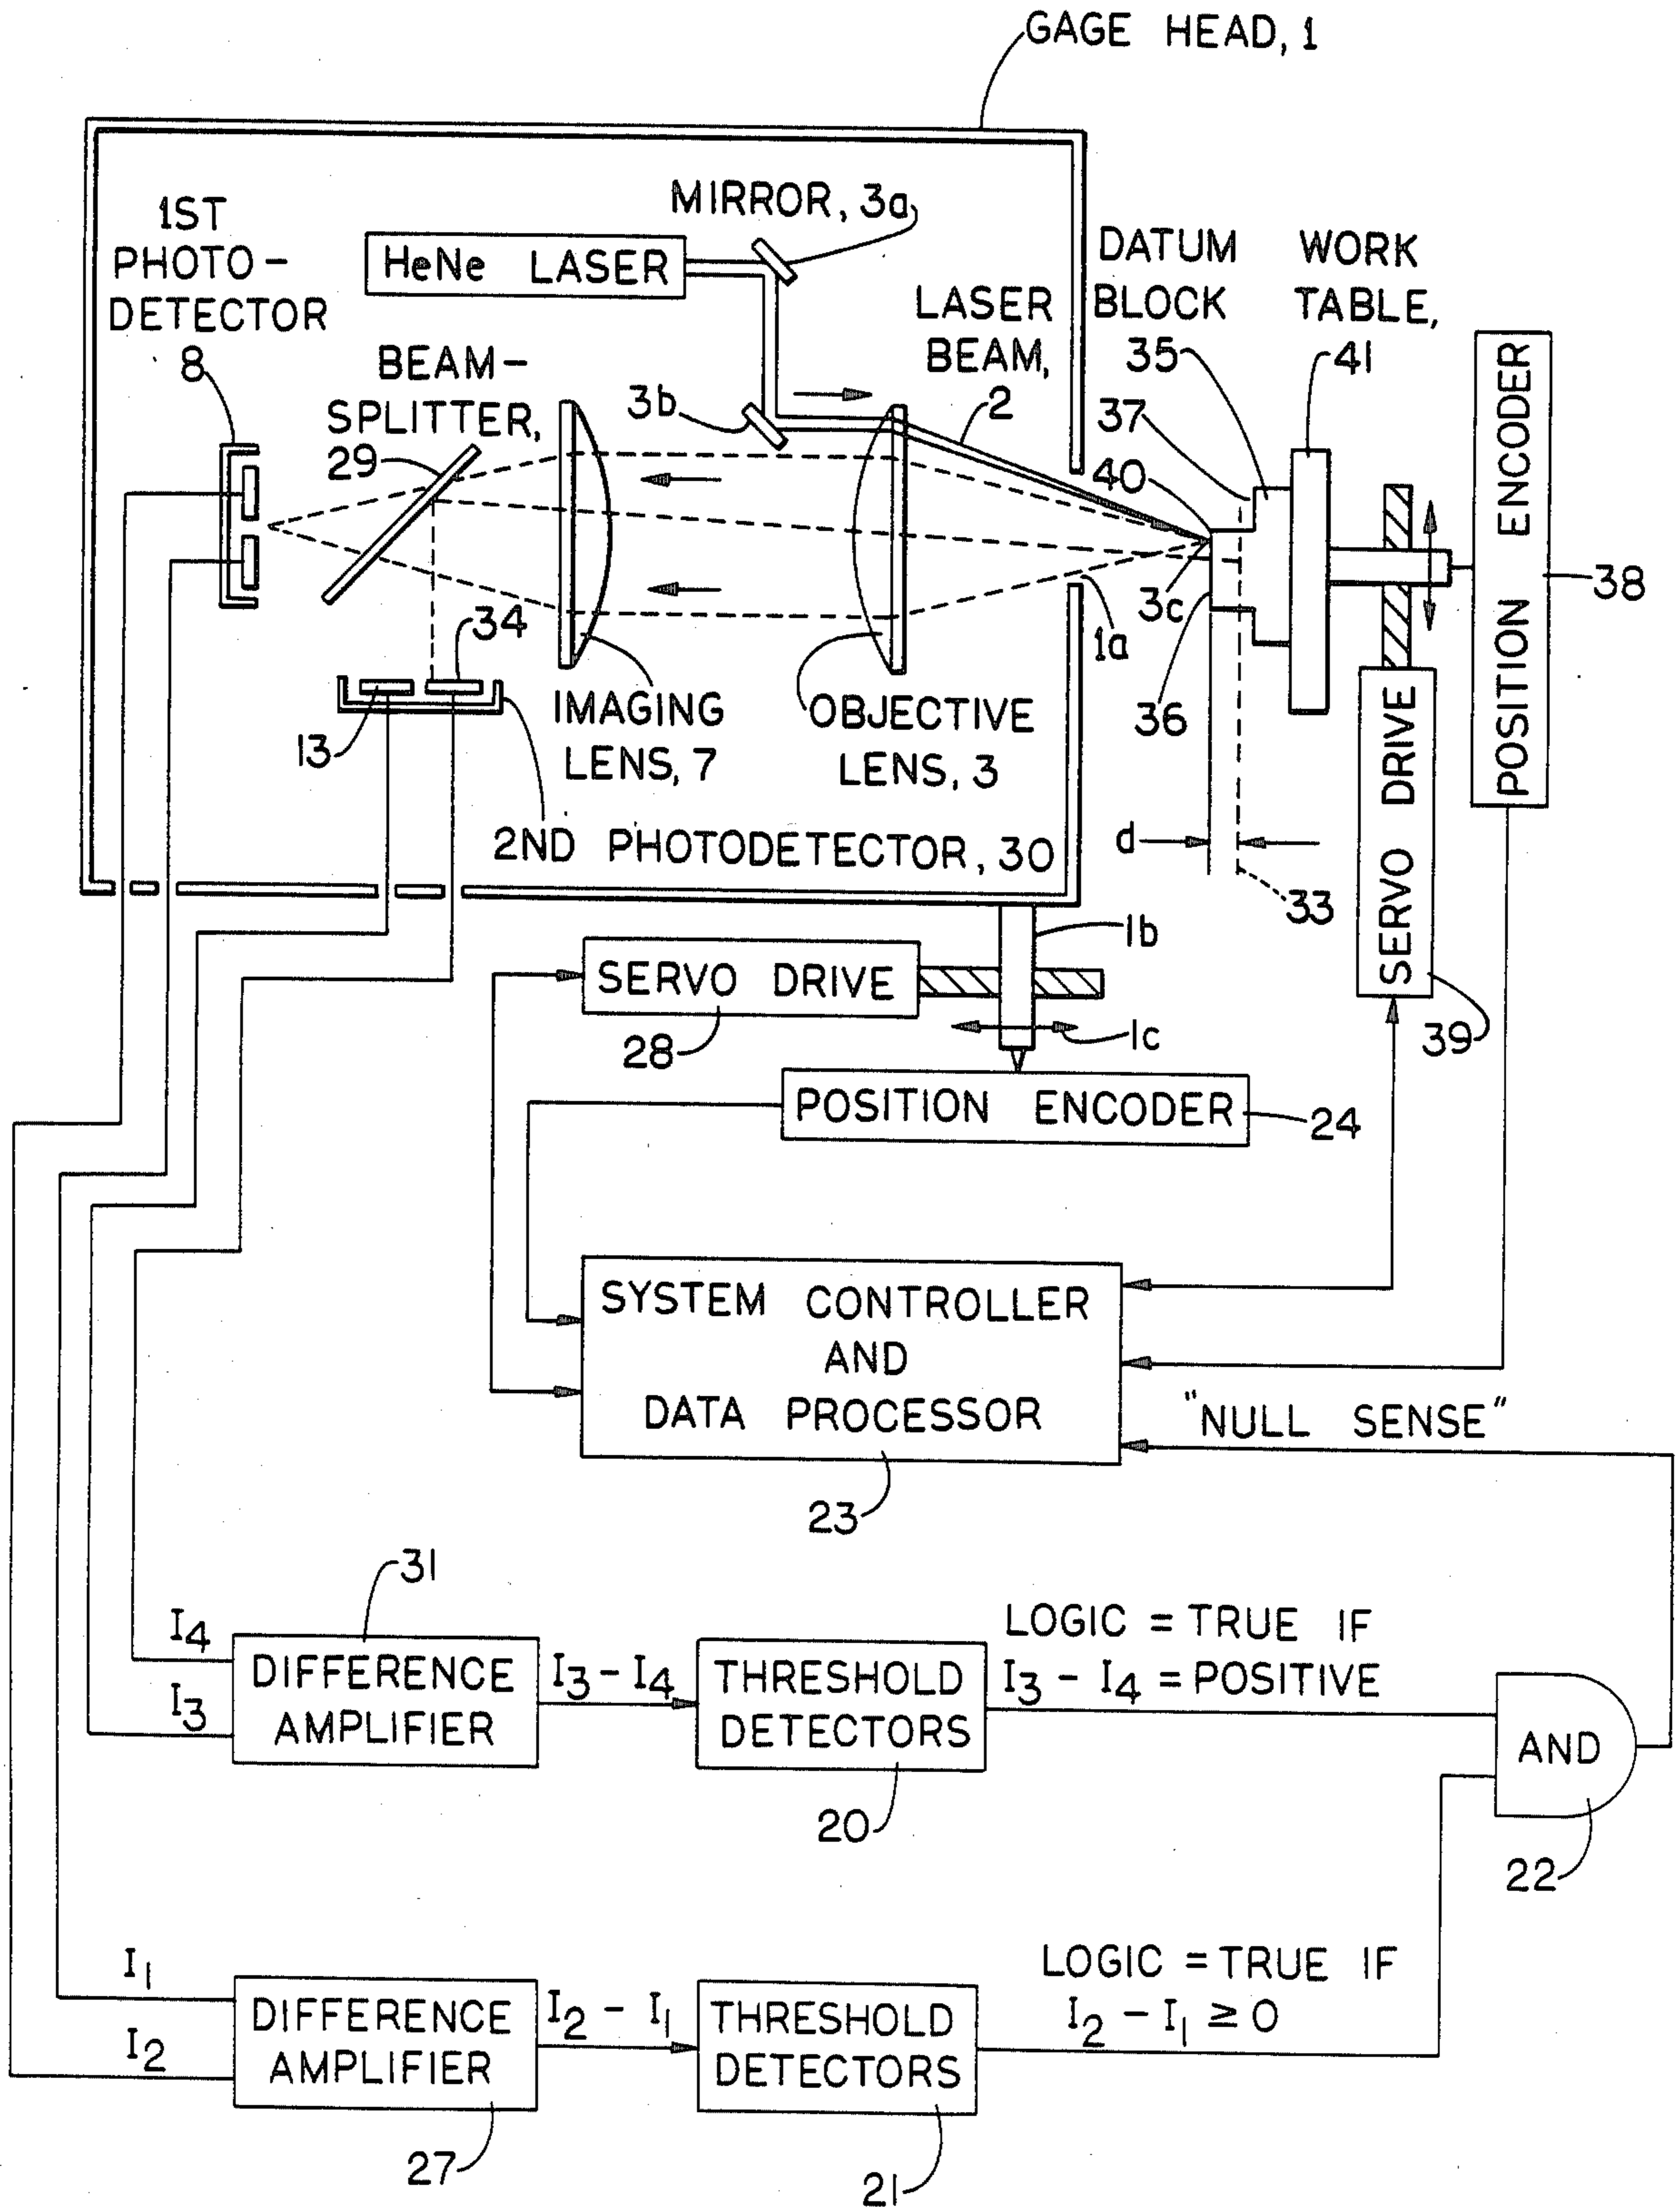 GAGE HEAD, 1
MIRROR, 3a
1ST
PHOTO-
DETECTOR
8
HeNe LASER
BEAM-
SPLITTER,
29
3b
LASER
BEAM,
2
DATUM
BLOCK
35
WORK
TABLE,
41
37
40
3c
1a
36
POSITION ENCODER
38
34
13
IMAGING
LENS, 7
OBJECTIVE
LENS, 3
2ND PHOTODETECTOR, 30
d
33
SERVO DRIVE
39
1b
SERVO DRIVE
28
1c
POSITION ENCODER
24
SYSTEM CONTROLLER
AND
DATA PROCESSOR
23
"NULL SENSE"
31
I4
I3
DIFFERENCE
AMPLIFIER
I3 - I4
THRESHOLD
DETECTORS
20
LOGIC = TRUE IF
I3 - I4 = POSITIVE
AND
22
I1
I2
DIFFERENCE
AMPLIFIER
27
I2 - I1
THRESHOLD
DETECTORS
21
LOGIC = TRUE IF
I2 - I1 ≥ 0